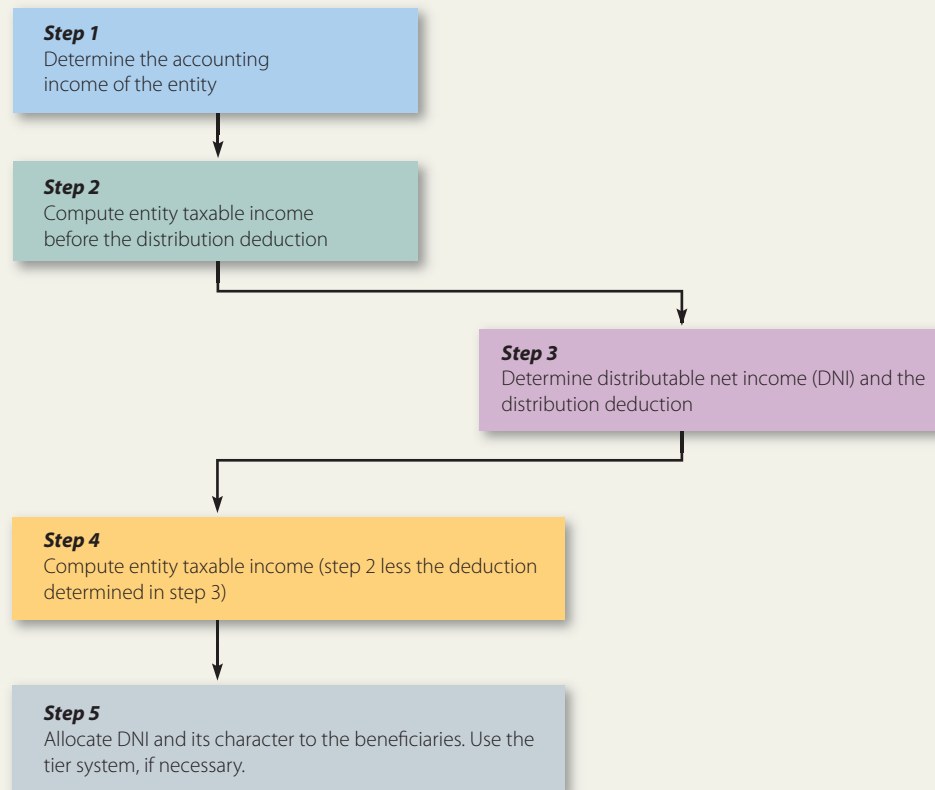 Step 1
Determine the accounting
income of the entity
Step 2
Compute entity taxable income
before the distribution deduction
Step 3
Determine distributable net income (DNI) and the
distribution deduction
Step 4
Compute entity taxable income (step 2 less the deduction
determined in step 3)
Step 5
Allocate DNI and its character to the beneficiaries. Use the
tier system, if necessary.